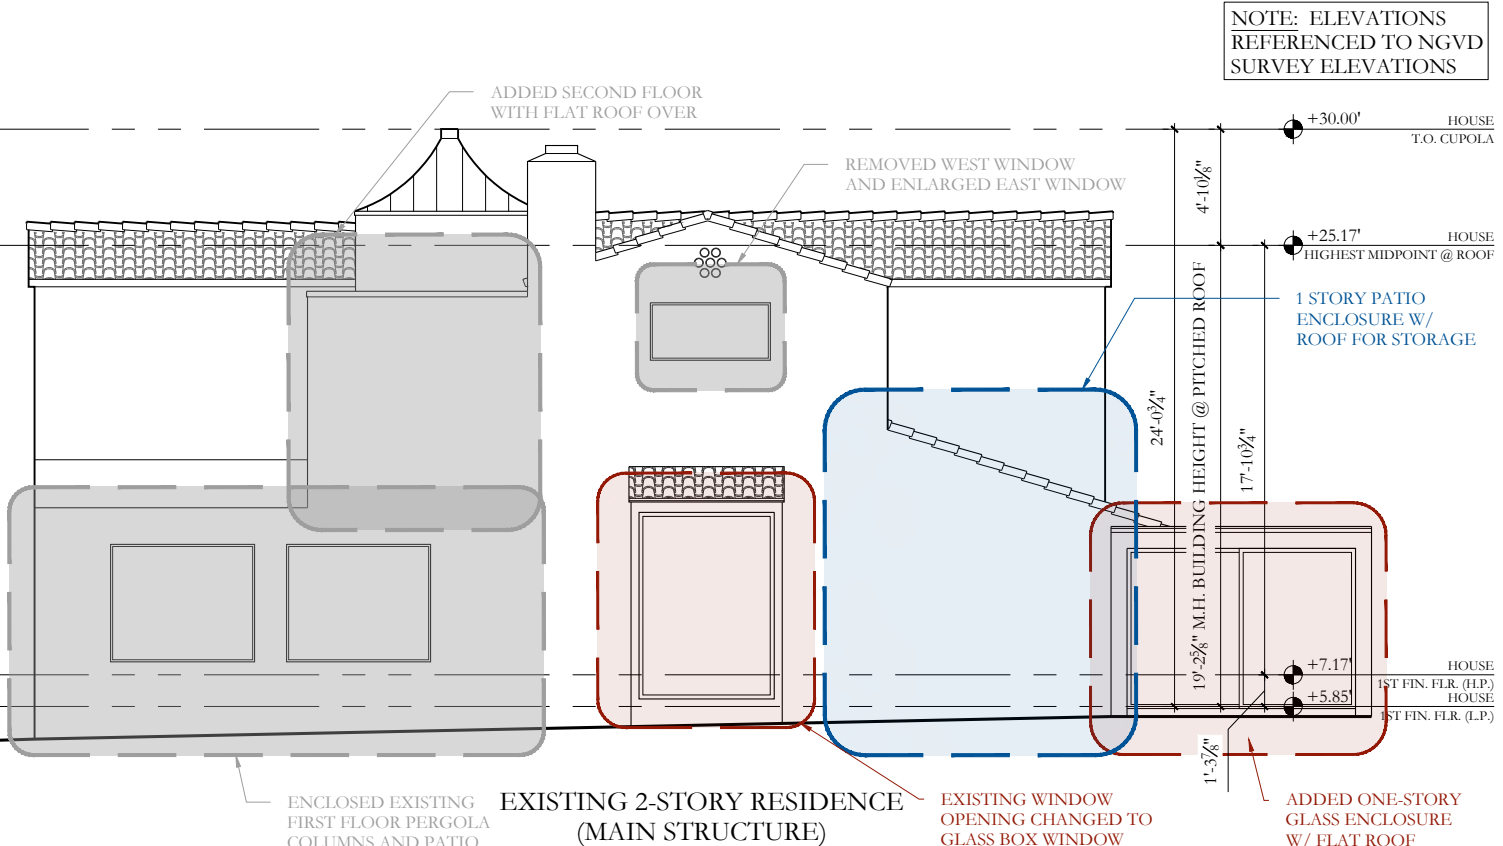 NOTE: ELEVATIONS
REFERENCED TO NGVD
SURVEY ELEVATIONS
ADDED SECOND FLOOR
WITH FLAT ROOF OVER
REMOVED WEST WINDOW
AND ENLARGED EAST WINDOW
+30.00'
HOUSE
T.O. CUPOLA
4'-10⅛"
+25.17'
HOUSE
HIGHEST MIDPOINT @ ROOF
1 STORY PATIO
ENCLOSURE W/
ROOF FOR STORAGE
24'-0¾"
19'-2⅝" M.H. BUILDING HEIGHT @ PITCHED ROOF
17'-10¾"
+7.17'
HOUSE
1ST FIN. FLR. (H.P.)
+5.85'
HOUSE
1ST FIN. FLR. (L.P.)
1'-3⅞"
ENCLOSED EXISTING
FIRST FLOOR PERGOLA
COLUMNS AND PATIO
EXISTING 2-STORY RESIDENCE
(MAIN STRUCTURE)
EXISTING WINDOW
OPENING CHANGED TO
GLASS BOX WINDOW
ADDED ONE-STORY
GLASS ENCLOSURE
W/ FLAT ROOF